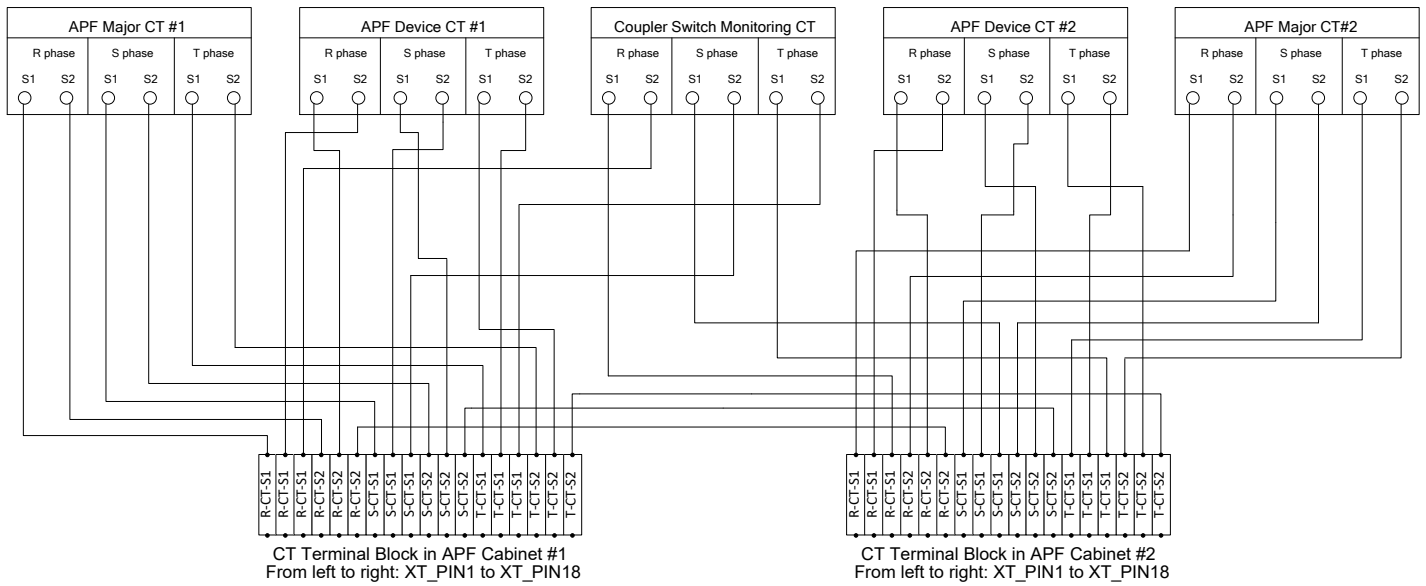 APF Major CT #1
R phase S phase T phase
S1 S2 S1 S2 S1 S2
APF Device CT #1
R phase S phase T phase
S1 S2 S1 S2 S1 S2
Coupler Switch Monitoring CT
R phase S phase T phase
S1 S2 S1 S2 S1 S2
APF Device CT #2
R phase S phase T phase
S1 S2 S1 S2 S1 S2
APF Major CT#2
R phase S phase T phase
S1 S2 S1 S2 S1 S2
R-CT-S1
R-CT-S1
R-CT-S1
R-CT-S2
R-CT-S2
R-CT-S2
S-CT-S1
S-CT-S1
S-CT-S1
S-CT-S2
S-CT-S2
S-CT-S2
T-CT-S1
T-CT-S1
T-CT-S1
T-CT-S2
T-CT-S2
T-CT-S2
CT Terminal Block in APF Cabinet #1
From left to right: XT_PIN1 to XT_PIN18
R-CT-S1
R-CT-S1
R-CT-S1
R-CT-S2
R-CT-S2
R-CT-S2
S-CT-S1
S-CT-S1
S-CT-S1
S-CT-S2
S-CT-S2
S-CT-S2
T-CT-S1
T-CT-S1
T-CT-S1
T-CT-S2
T-CT-S2
T-CT-S2
CT Terminal Block in APF Cabinet #2
From left to right: XT_PIN1 to XT_PIN18